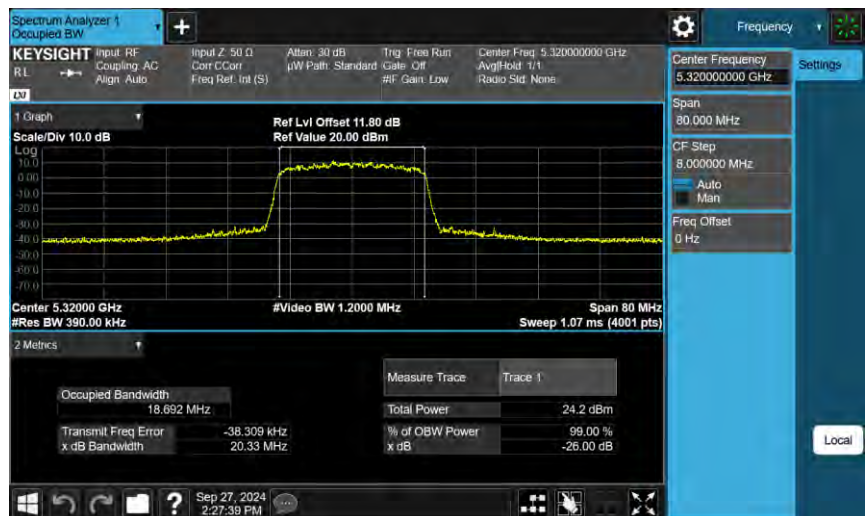 Spectrum Analyzer 1
Occupied BW
Frequency
KEYSIGHT
RL
LXI
Input: RF
Coupling: AC
Align: Auto
Input Z: 50 Ω
Corr CCorr
Freq Ref: Int (S)
Atten: 30 dB
µW Path: Standard
Trig: Free Run
Gate: Off
#IF Gain: Low
Center Freq: 5.320000000 GHz
Avg|Hold: 1/1
Radio Std: None
Center Frequency
5.320000000 GHz
Settings
Span
80.000 MHz
CF Step
8.000000 MHz
Auto
Man
Freq Offset
0 Hz
1 Graph
Scale/Div 10.0 dB
Ref Lvl Offset 11.80 dB
Ref Value 20.00 dBm
Log
10.0
0.00
-10.0
-20.0
-30.0
-40.0
-50.0
-60.0
-70.0
Center 5.32000 GHz
#Res BW 390.00 kHz
#Video BW 1.2000 MHz
Span 80 MHz
Sweep 1.07 ms (4001 pts)
2 Metrics
Measure Trace Trace 1
Occupied Bandwidth
18.692 MHz
Total Power 24.2 dBm
Transmit Freq Error -38.309 kHz
% of OBW Power 99.00 %
x dB Bandwidth 20.33 MHz
x dB -26.00 dB
Local
?
Sep 27, 2024
2:27:39 PM